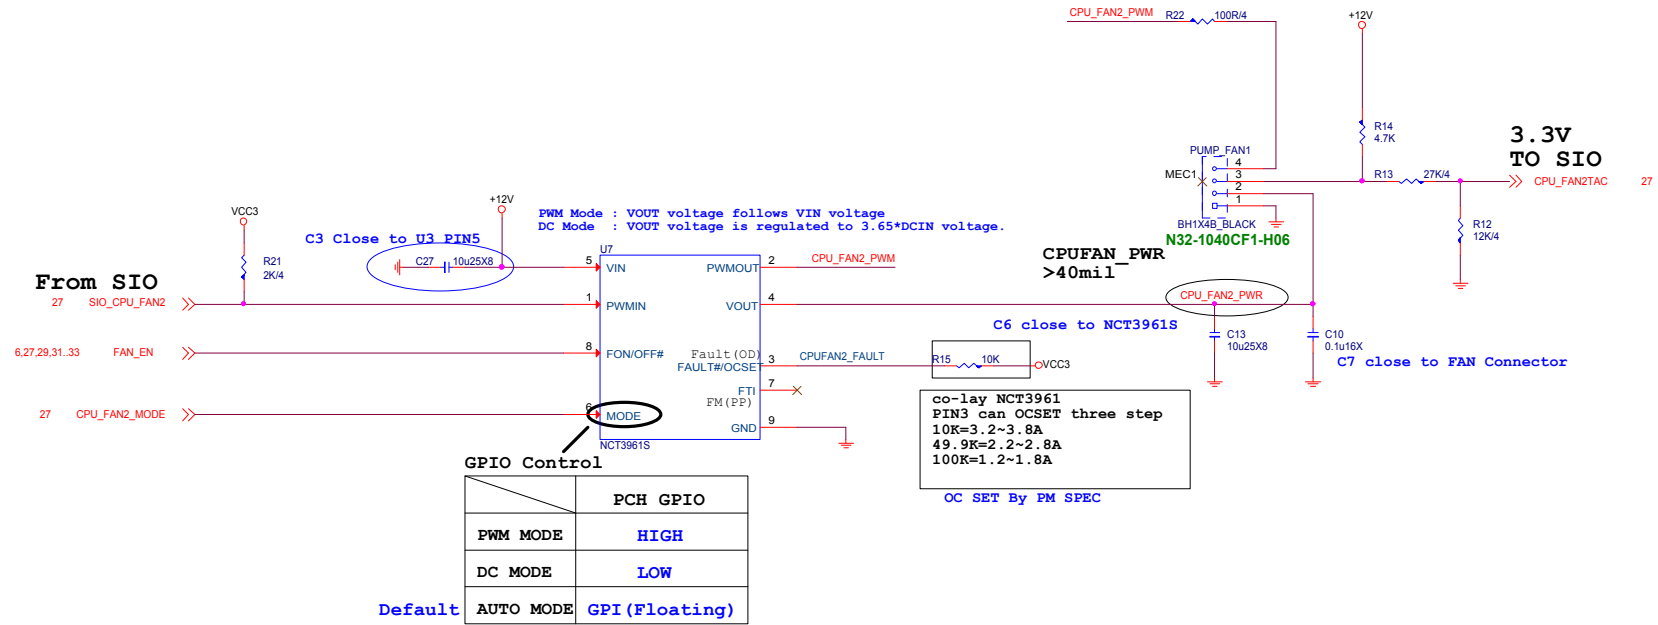 CPU_FAN2_PWM
R22
100R/4
+12V
R14
4.7K
3.3V
TO SIO
PUMP_FAN1
MEC1
4
3
2
1
R13
27K/4
CPU_FAN2TAC
27
BH1X4B_BLACK
N32-1040CF1-H06
R12
12K/4
VCC3
+12V
PWM Mode : VOUT voltage follows VIN voltage
DC Mode  : VOUT voltage is regulated to 3.65*DCIN voltage.
C3 Close to U3 PIN5
R21
2K/4
C27
10u25X8
U7
5
VIN
PWMOUT
2
CPU_FAN2_PWM
CPUFAN_PWR
>40mil
From SIO
27
SIO_CPU_FAN2
1
PWMIN
VOUT
4
CPU_FAN2_PWR
C6 close to NCT3961S
C13
10u25X8
C10
0.1u16X
C7 close to FAN Connector
6,27,29,31..33
FAN_EN
8
FON/OFF#
Fault(OD)
FAULT#/OCSET
3
CPUFAN2_FAULT
R15
10K
VCC3
FTI
7
FM(PP)
27
CPU_FAN2_MODE
6
MODE
GND
9
NCT3961S
co-lay NCT3961
PIN3 can OCSET three step
10K=3.2~3.8A
49.9K=2.2~2.8A
100K=1.2~1.8A
OC SET By PM SPEC
GPIO Control
PCH GPIO
PWM MODE
HIGH
DC MODE
LOW
Default
AUTO MODE
GPI(Floating)